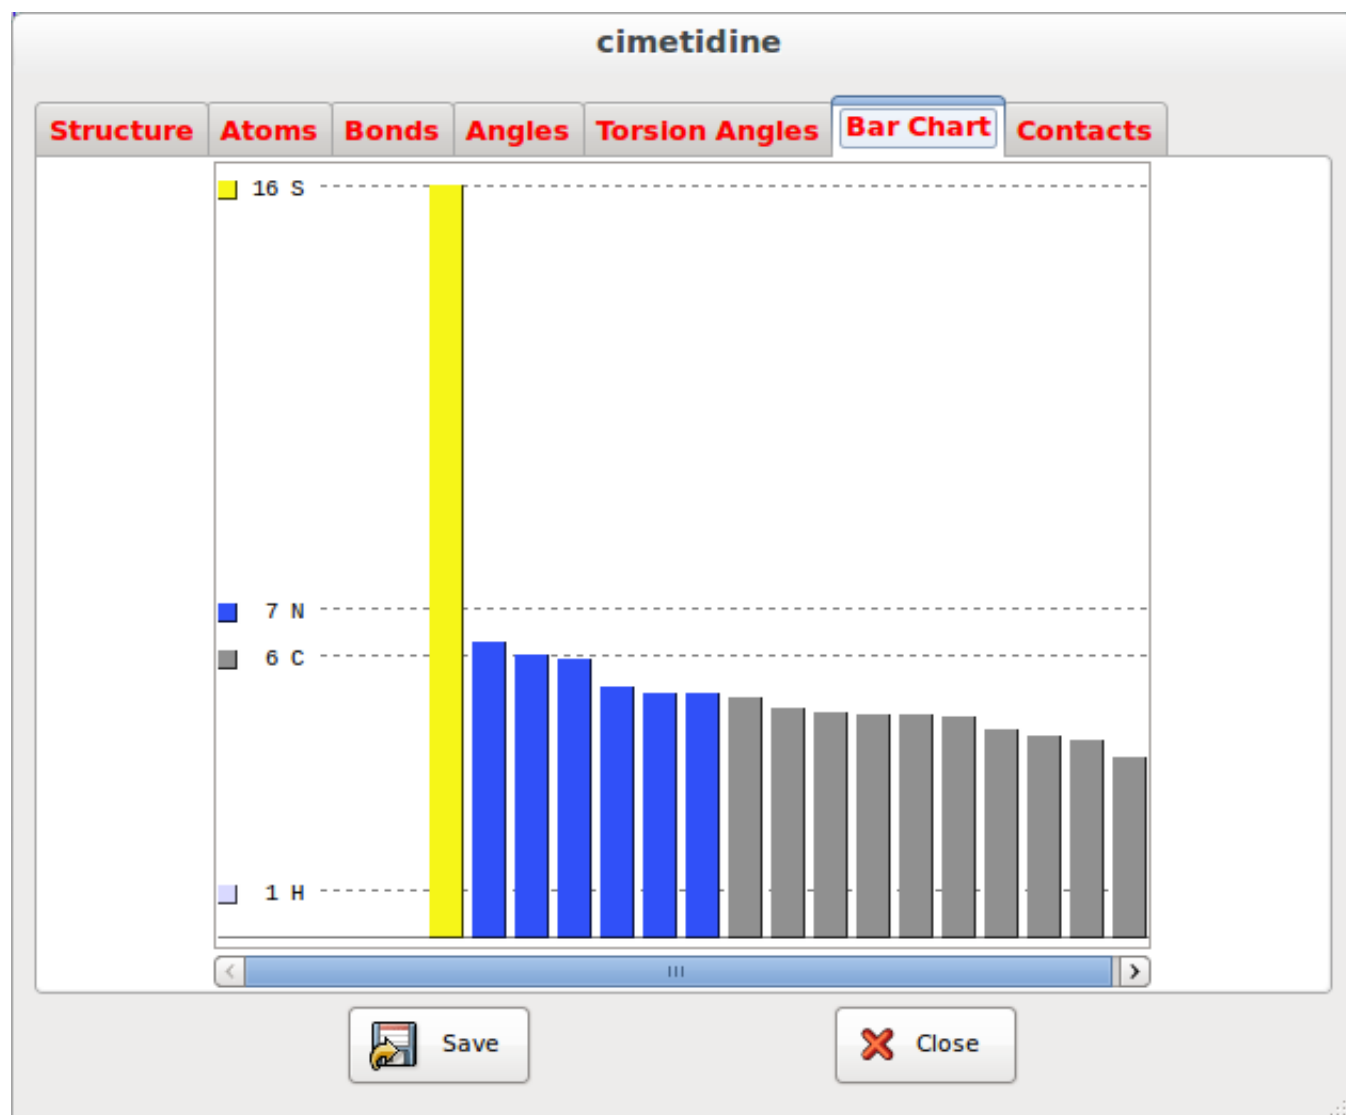 cimetidine
Structure Atoms Bonds Angles Torsion Angles Bar Chart Contacts
16 S
7 N
6 C
1 H
Save Close